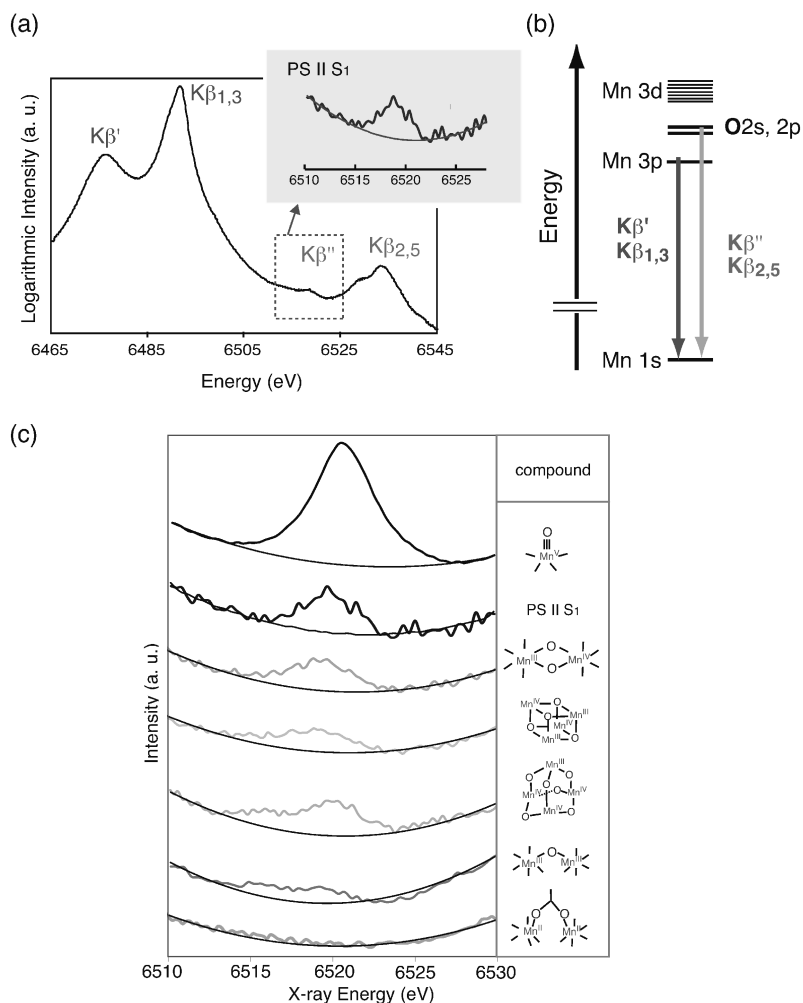 (a)
Logarithmic Intensity (a. u.)
Kβ'
Kβ1,3
Kβ''
Kβ2,5
6465 6485 6505 6525 6545
Energy (eV)
PS II S1
6510 6515 6520 6525
(b)
Energy
Mn 3d
O2s, 2p
Mn 3p
Kβ'
Kβ1,3
Kβ''
Kβ2,5
Mn 1s
(c)
Intensity (a. u.)
6510 6515 6520 6525 6530
X-ray Energy (eV)
compound
O
MnV
PS II S1
O
MnIII MnIV
O
MnIV O
O MnIII
O MnIV
MnIII O
MnIII
O O O
MnIV O MnIV
O MnIV O
O
MnIII MnIII
O O
MnII MnII